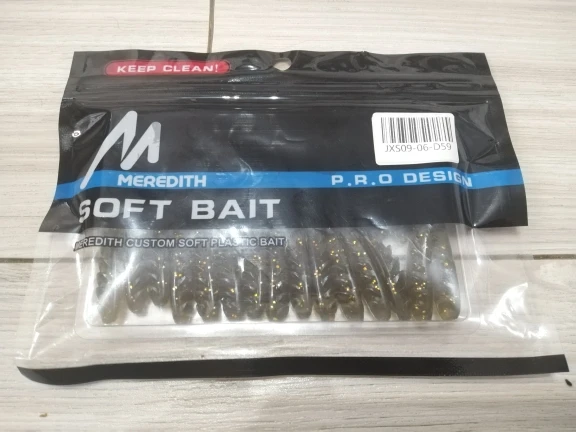 KEEP CLEAN!
JXS09-06-D59
MEREDITH
P.R.O DESIGN
SOFT BAIT
MEREDITH CUSTOM SOFT PLASTIC BAIT